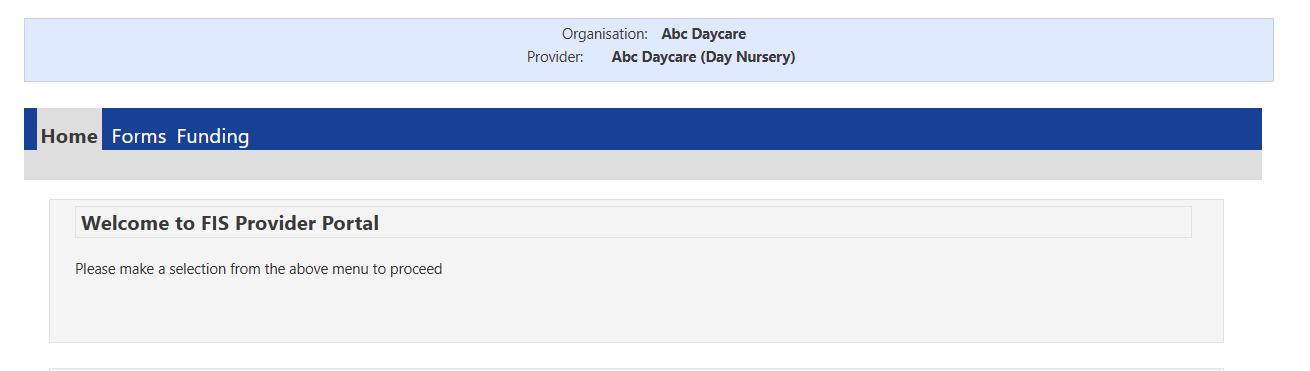 Organisation: Abc Daycare
Provider: Abc Daycare (Day Nursery)
Home Forms Funding
Welcome to FIS Provider Portal
Please make a selection from the above menu to proceed